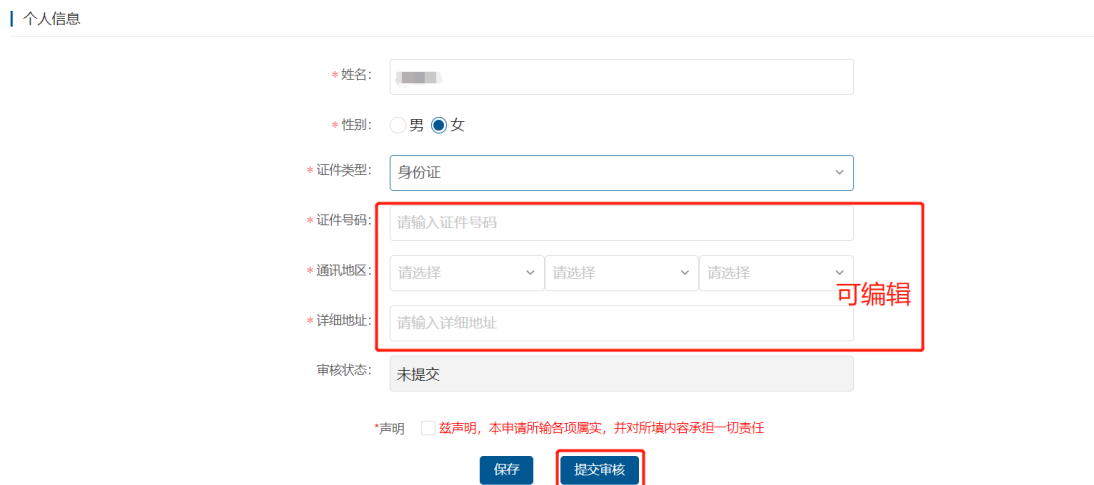 个人信息
*姓名：
*性别： 男 女
*证件类型： 身份证
*证件号码： 请输入证件号码
*通讯地区： 请选择 请选择 请选择
可编辑
*详细地址： 请输入详细地址
审核状态： 未提交
*声明 兹声明，本申请所输各项属实，并对所填内容承担一切责任
保存 提交审核